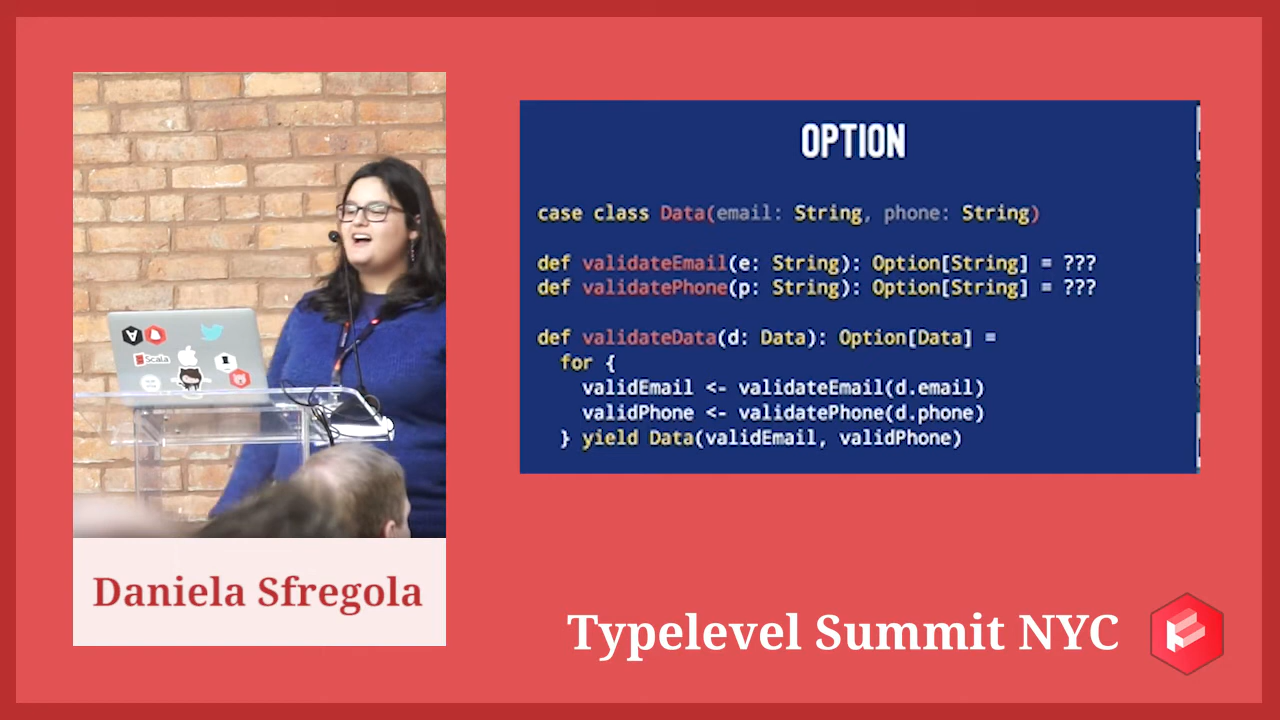 OPTION
case class Data(email: String, phone: String)
def validateEmail(e: String): Option[String] = ???
def validatePhone(p: String): Option[String] = ???
def validateData(d: Data): Option[Data] =
for {
validEmail <- validateEmail(d.email)
validPhone <- validatePhone(d.phone)
} yield Data(validEmail, validPhone)
Scala
Daniela Sfregola
Typelevel Summit NYC